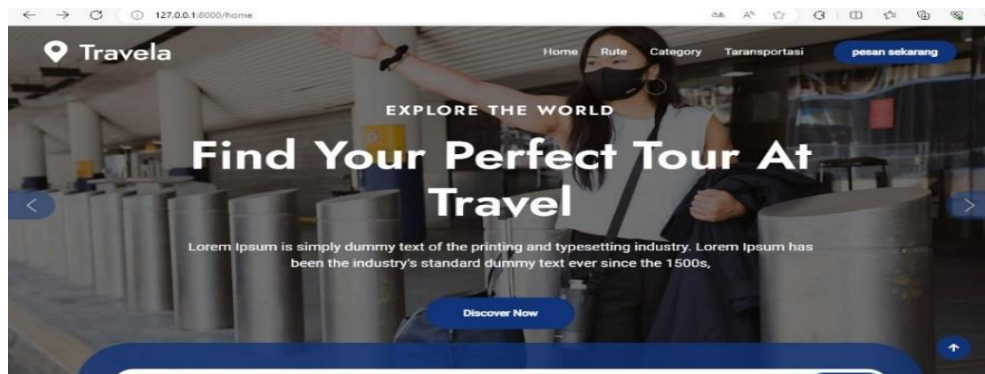 127.0.0.1:8000/home
Travela
Home Rute Category Taransportasi pesan sekarang
EXPLORE THE WORLD
Find Your Perfect Tour At
Travel
Lorem Ipsum is simply dummy text of the printing and typesetting industry. Lorem Ipsum has
been the industry's standard dummy text ever since the 1500s,
Discover Now